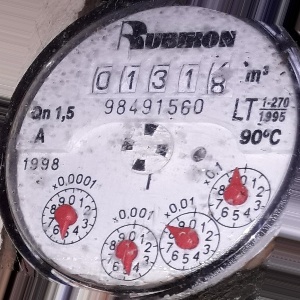 RUBIKON
01318 m³
98491560
Qn 1,5
LT 1-270
1995
A
90°C
1998
x0,0001
x0,001
x0,01
x0,1